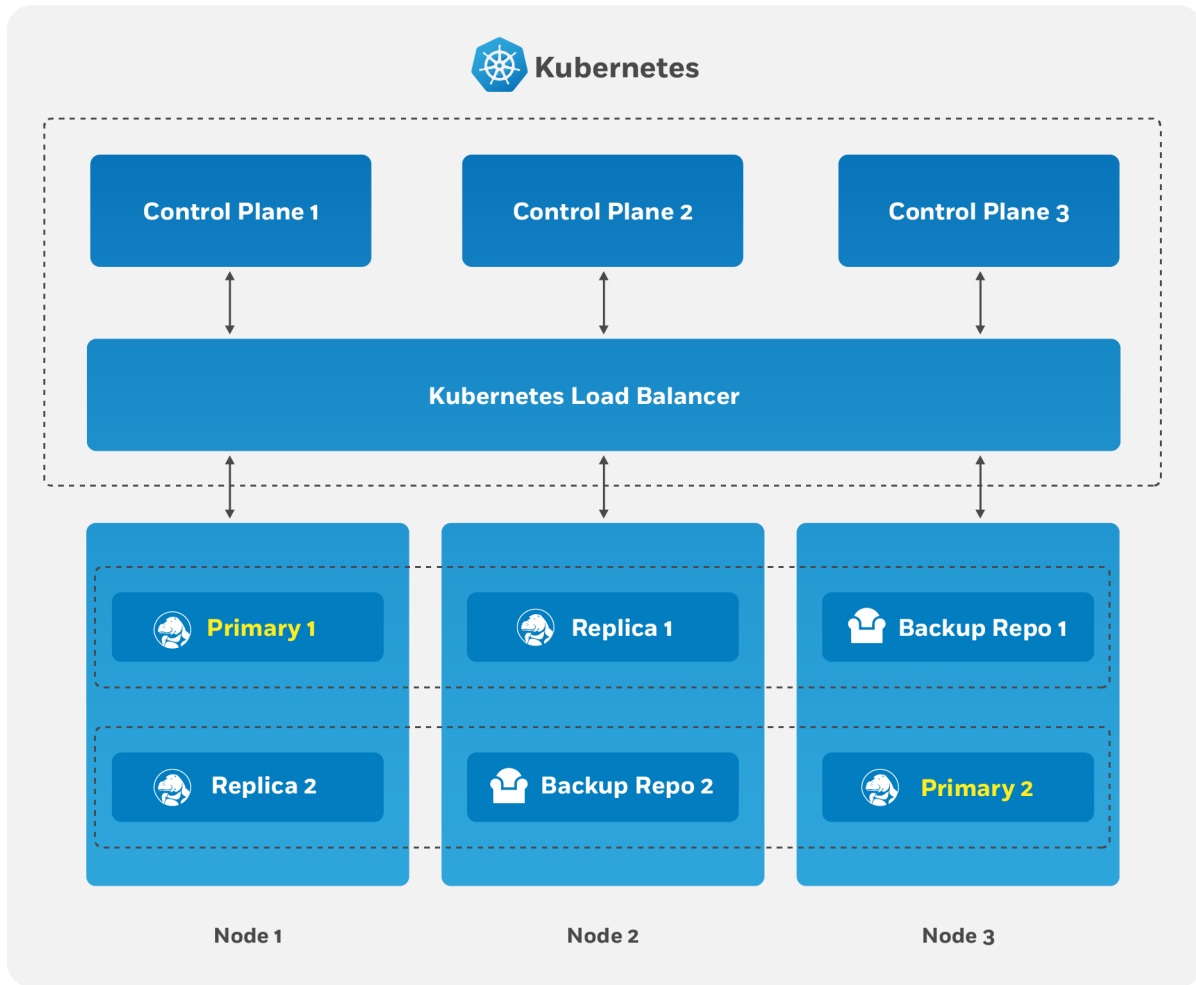 Kubernetes
Control Plane 1
Control Plane 2
Control Plane 3
Kubernetes Load Balancer
Primary 1
Replica 1
Backup Repo 1
Replica 2
Backup Repo 2
Primary 2
Node 1
Node 2
Node 3